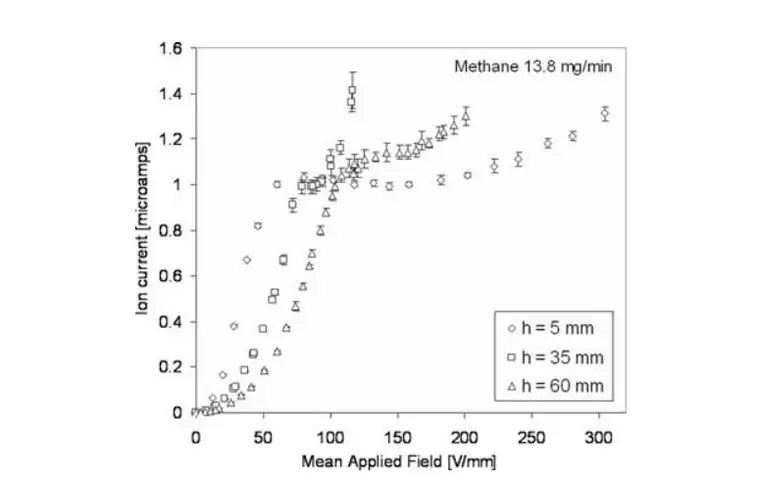 1.6
Methane 13.8 mg/min
1.4
1.2
1
0.8
0.6
0.4
0.2
0
Ion current [microamps]
h = 5 mm
h = 35 mm
h = 60 mm
0 50 100 150 200 250 300
Mean Applied Field [V/mm]